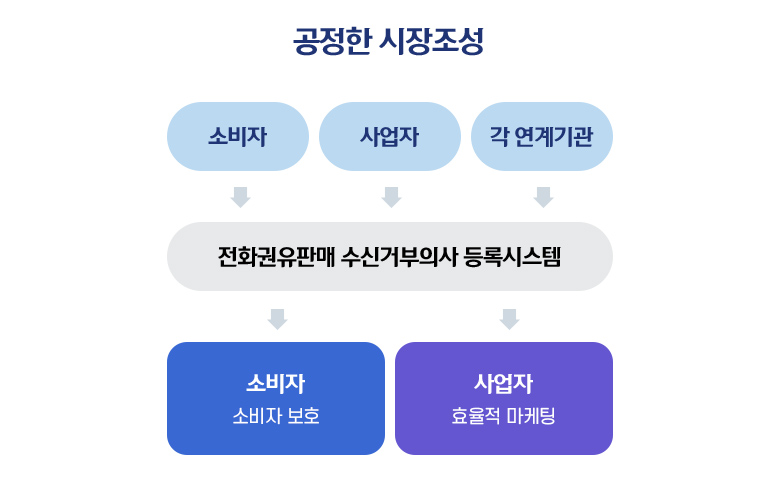 공정한 시장조성
소비자
사업자
각 연계기관
전화권유판매 수신거부의사 등록시스템
소비자
소비자 보호
사업자
효율적 마케팅